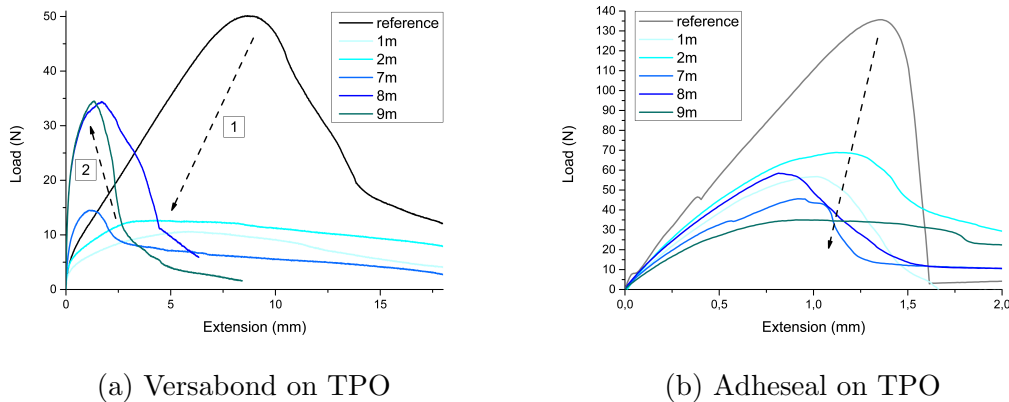 50
40
30
20
10
0
Load (N)
0
5
10
15
Extension (mm)
reference
1m
2m
7m
8m
9m
1
2
(a) Versabond on TPO
140
130
120
110
100
90
80
70
60
50
40
30
20
10
0
Load (N)
0,0
0,5
1,0
1,5
2,0
Extension (mm)
reference
1m
2m
7m
8m
9m
(b) Adheseal on TPO